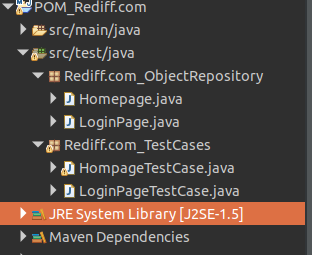 POM_Rediff.com
src/main/java
src/test/java
Rediff.com_ObjectRepository
Homepage.java
LoginPage.java
Rediff.com_TestCases
HompageTestCase.java
LoginPageTestCase.java
JRE System Library [J2SE-1.5]
Maven Dependencies